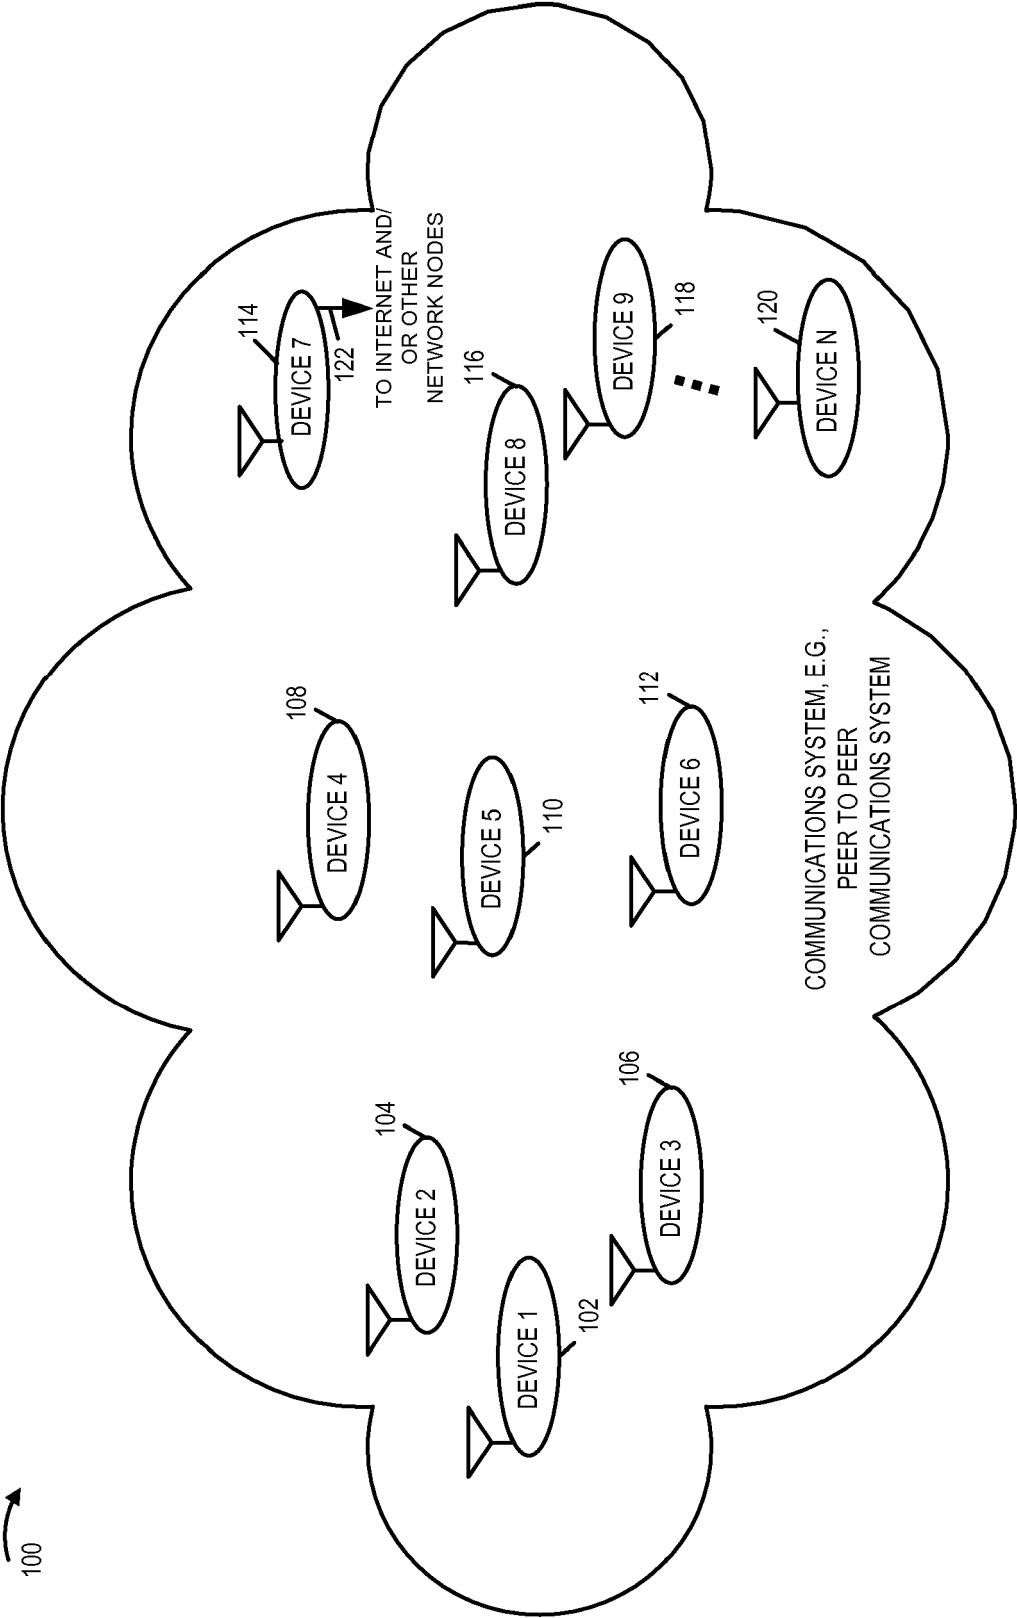 100
DEVICE 1
102
DEVICE 2
104
DEVICE 3
106
DEVICE 4
108
DEVICE 5
110
DEVICE 6
112
DEVICE 7
114
122
TO INTERNET AND/
OR OTHER
NETWORK NODES
DEVICE 8
116
DEVICE 9
118
DEVICE N
120
COMMUNICATIONS SYSTEM, E.G.,
PEER TO PEER
COMMUNICATIONS SYSTEM